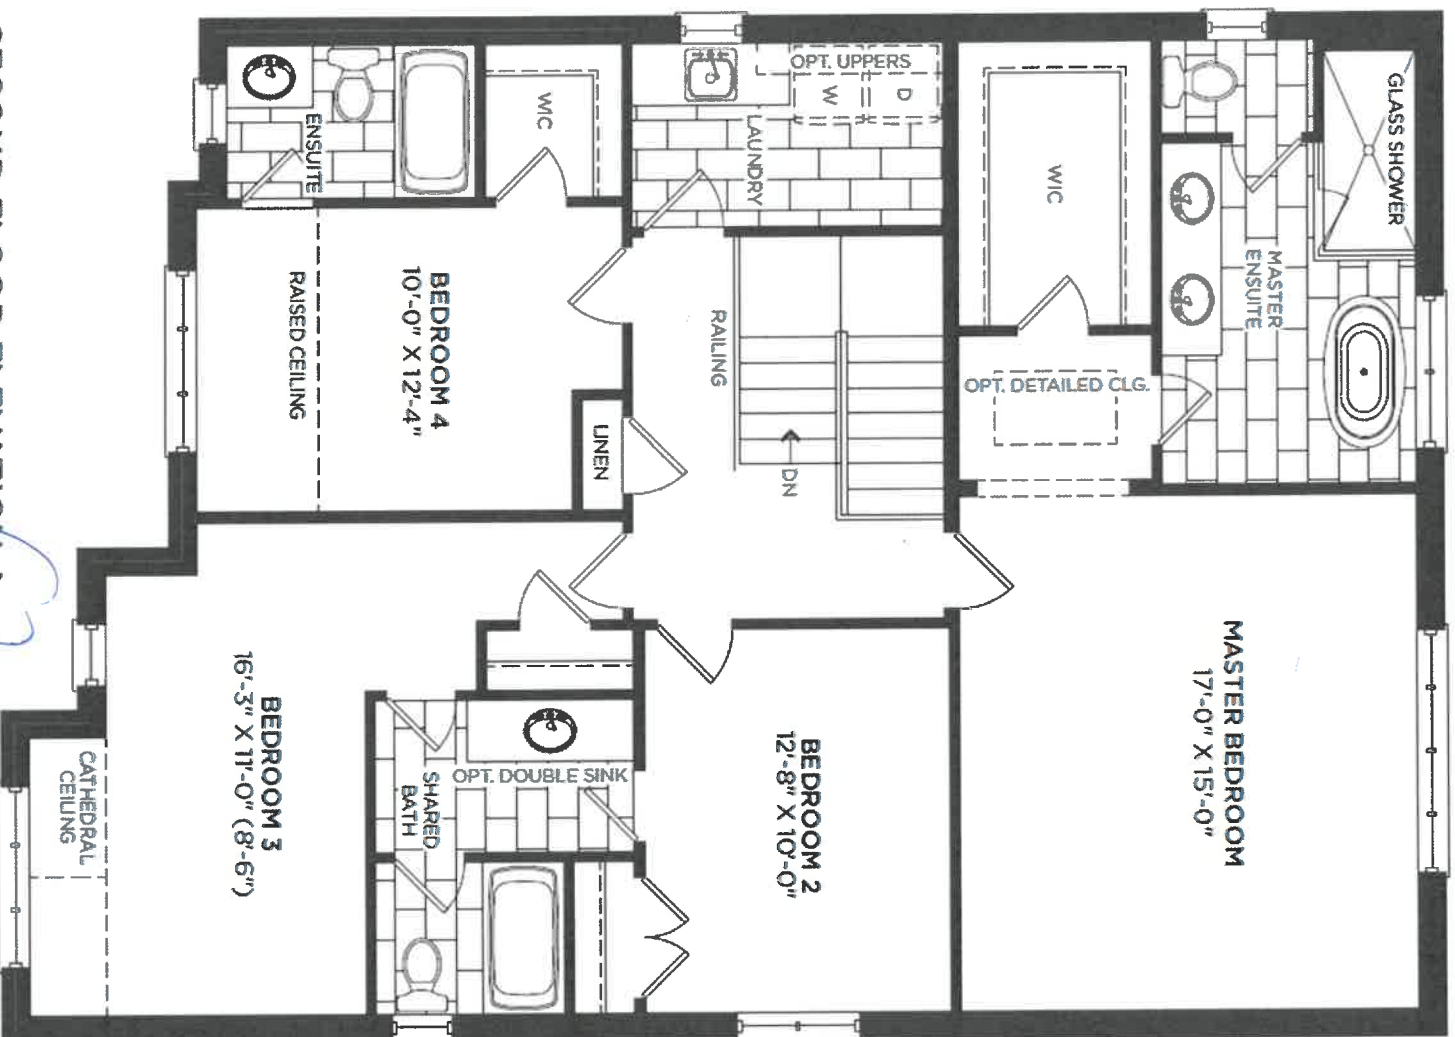 GLASS SHOWER
MASTER
ENSUITE
WIC
OPT. DETAILED CLG.
MASTER BEDROOM
17'-0" X 15'-0"
OPT. UPPERS
W
D
LAUNDRY
RAILING
DN
WIC
ENSUITE
BEDROOM 4
10'-0" X 12'-4"
RAISED CEILING
LINEN
BEDROOM 2
12'-8" X 10'-0"
OPT. DOUBLE SINK
SHARED
BATH
BEDROOM 3
16'-3" X 11'-0" (8'-6")
CATHEDRAL
CEILING